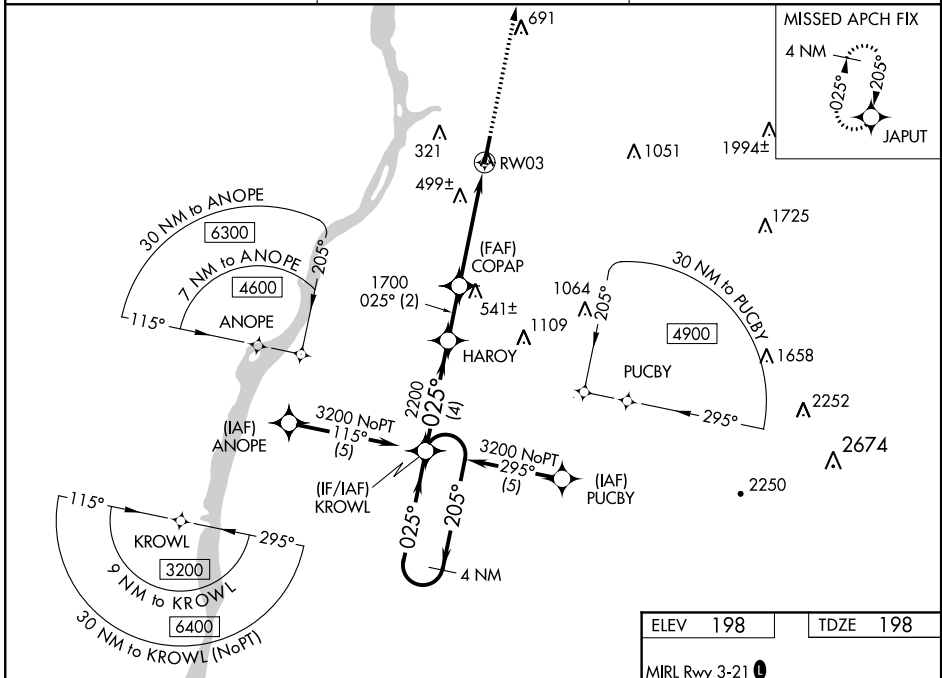 691
MISSED APCH FIX
4 NM
025°
205°
JAPUT
321
RW03
1051
1994±
499±
1725
30 NM to ANOPE
6300
7 NM to ANOPE
4600
205°
115°
ANOPE
(FAF)
COPAP
1700
025° (2)
541±
HAROY
1109
1064
205°
30 NM to PUCBY
4900
PUCBY
295°
1658
2252
2674
2250
2200
025°
(4)
(IAF)
ANOPE
3200 NoPT
115°
(5)
3200 NoPT
295°
(5)
(IAF)
PUCBY
(IF/IAF)
KROWL
025°
205°
4 NM
115°
295°
KROWL
3200
9 NM to KROWL
6400
30 NM to KROWL (NoPT)
ELEV 198
TDZE 198
MIRL Rwy 3-21 L